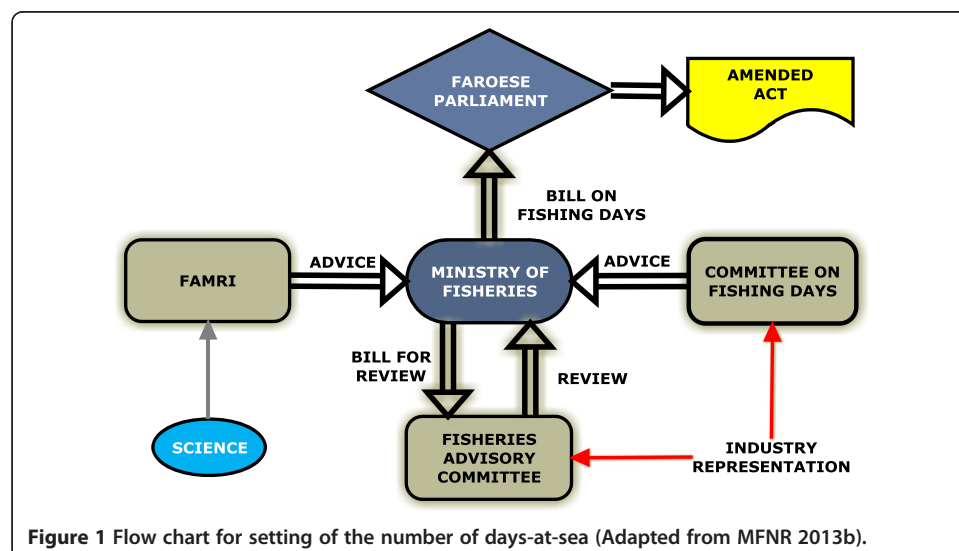 FAROESE
PARLIAMENT
AMENDED
ACT
BILL ON
FISHING DAYS
FAMRI
ADVICE
MINISTRY OF
FISHERIES
ADVICE
COMMITTEE ON
FISHING DAYS
BILL FOR
REVIEW
REVIEW
SCIENCE
FISHERIES
ADVISORY
COMMITTEE
INDUSTRY
REPRESENTATION
Figure 1 Flow chart for setting of the number of days-at-sea (Adapted from MFNR 2013b).